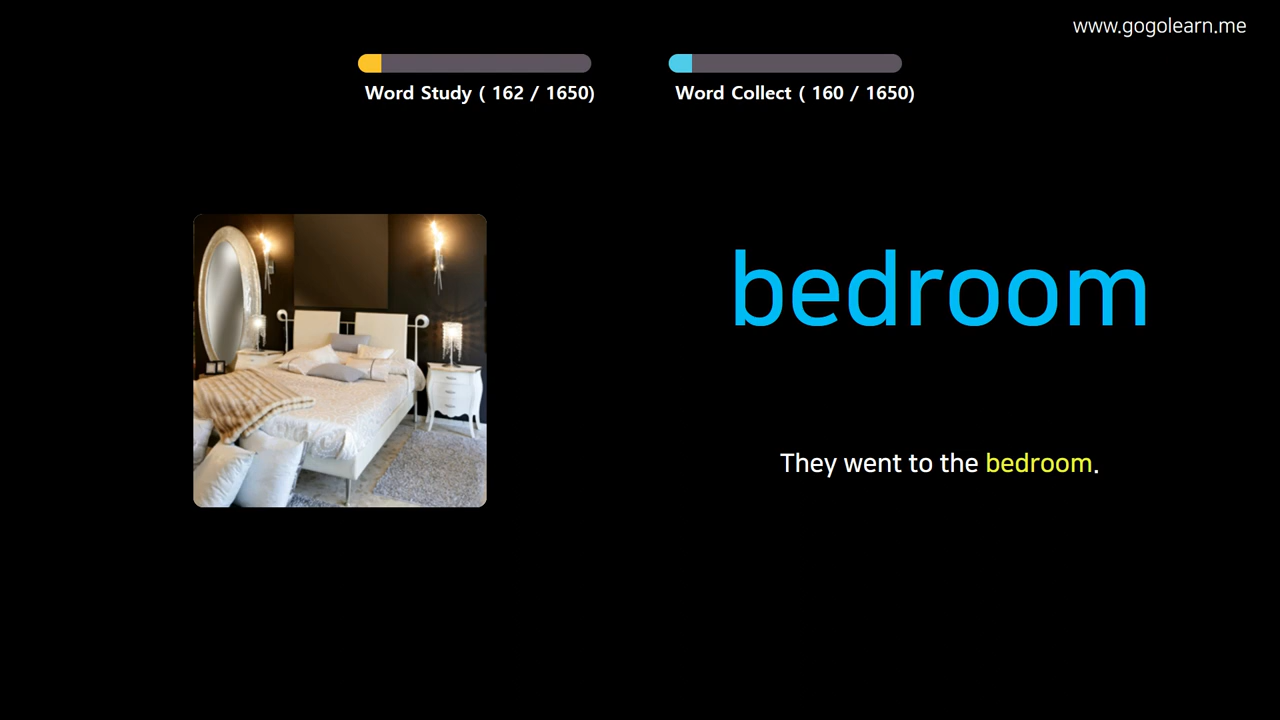 www.gogolearn.me
Word Study ( 162 / 1650)
Word Collect ( 160 / 1650)
bedroom
They went to the bedroom.